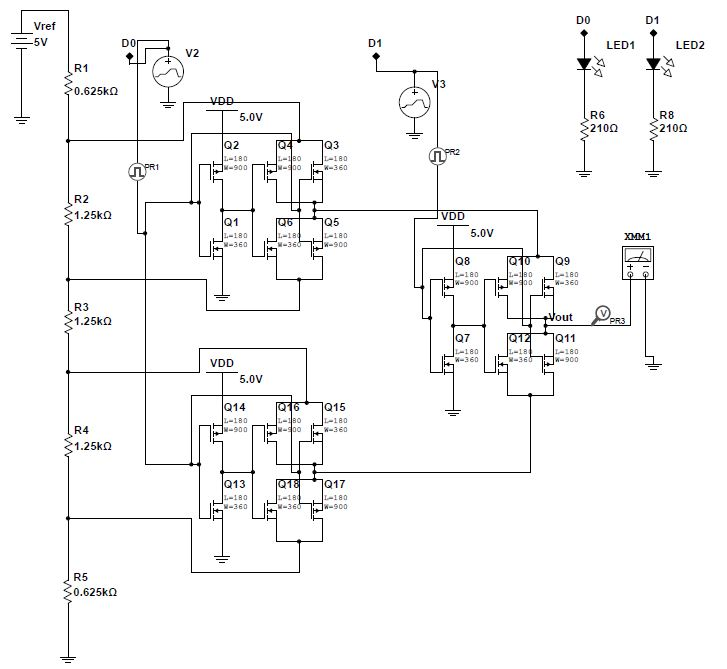 Vref
5V
R1
0.625kΩ
R2
1.25kΩ
R3
1.25kΩ
R4
1.25kΩ
R5
0.625kΩ
D0
V2
PR1
VDD
5.0V
Q2
L=180
W=900
Q4
L=180
W=900
Q3
L=180
W=360
Q1
L=180
W=360
Q6
L=180
W=360
Q5
L=180
W=900
VDD
5.0V
Q14
L=180
W=900
Q16
L=180
W=900
Q15
L=180
W=360
Q13
L=180
W=360
Q18
L=180
W=360
Q17
L=180
W=900
D1
V3
PR2
VDD
5.0V
Q8
L=180
W=900
Q10
L=180
W=900
Q9
L=180
W=360
Q7
L=180
W=360
Q12
L=180
W=360
Q11
L=180
W=900
Vout
V
PR3
XMM1
D0
LED1
R6
210Ω
D1
LED2
R8
210Ω